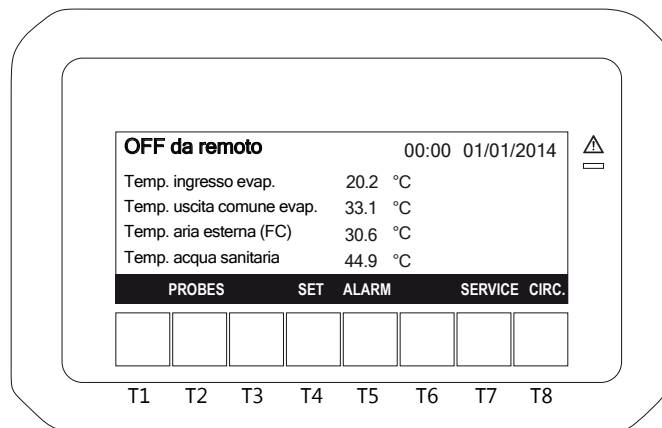 OFF da remoto 00:00 01/01/2014
Temp. ingresso evap. 20.2 °C
Temp. uscita comune evap. 33.1 °C
Temp. aria esterna (FC) 30.6 °C
Temp. acqua sanitaria 44.9 °C
PROBES SET ALARM SERVICE CIRC.
T1 T2 T3 T4 T5 T6 T7 T8